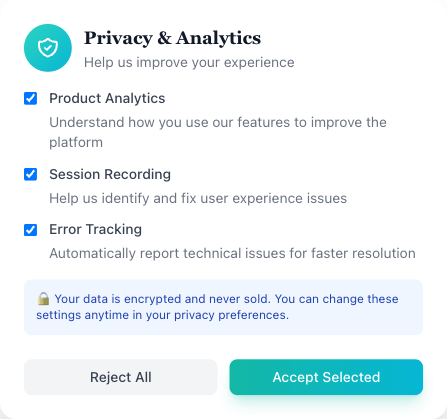 Privacy & Analytics
Help us improve your experience
Product Analytics
Understand how you use our features to improve the
platform
Session Recording
Help us identify and fix user experience issues
Error Tracking
Automatically report technical issues for faster resolution
🔒 Your data is encrypted and never sold. You can change these
settings anytime in your privacy preferences.
Reject All
Accept Selected